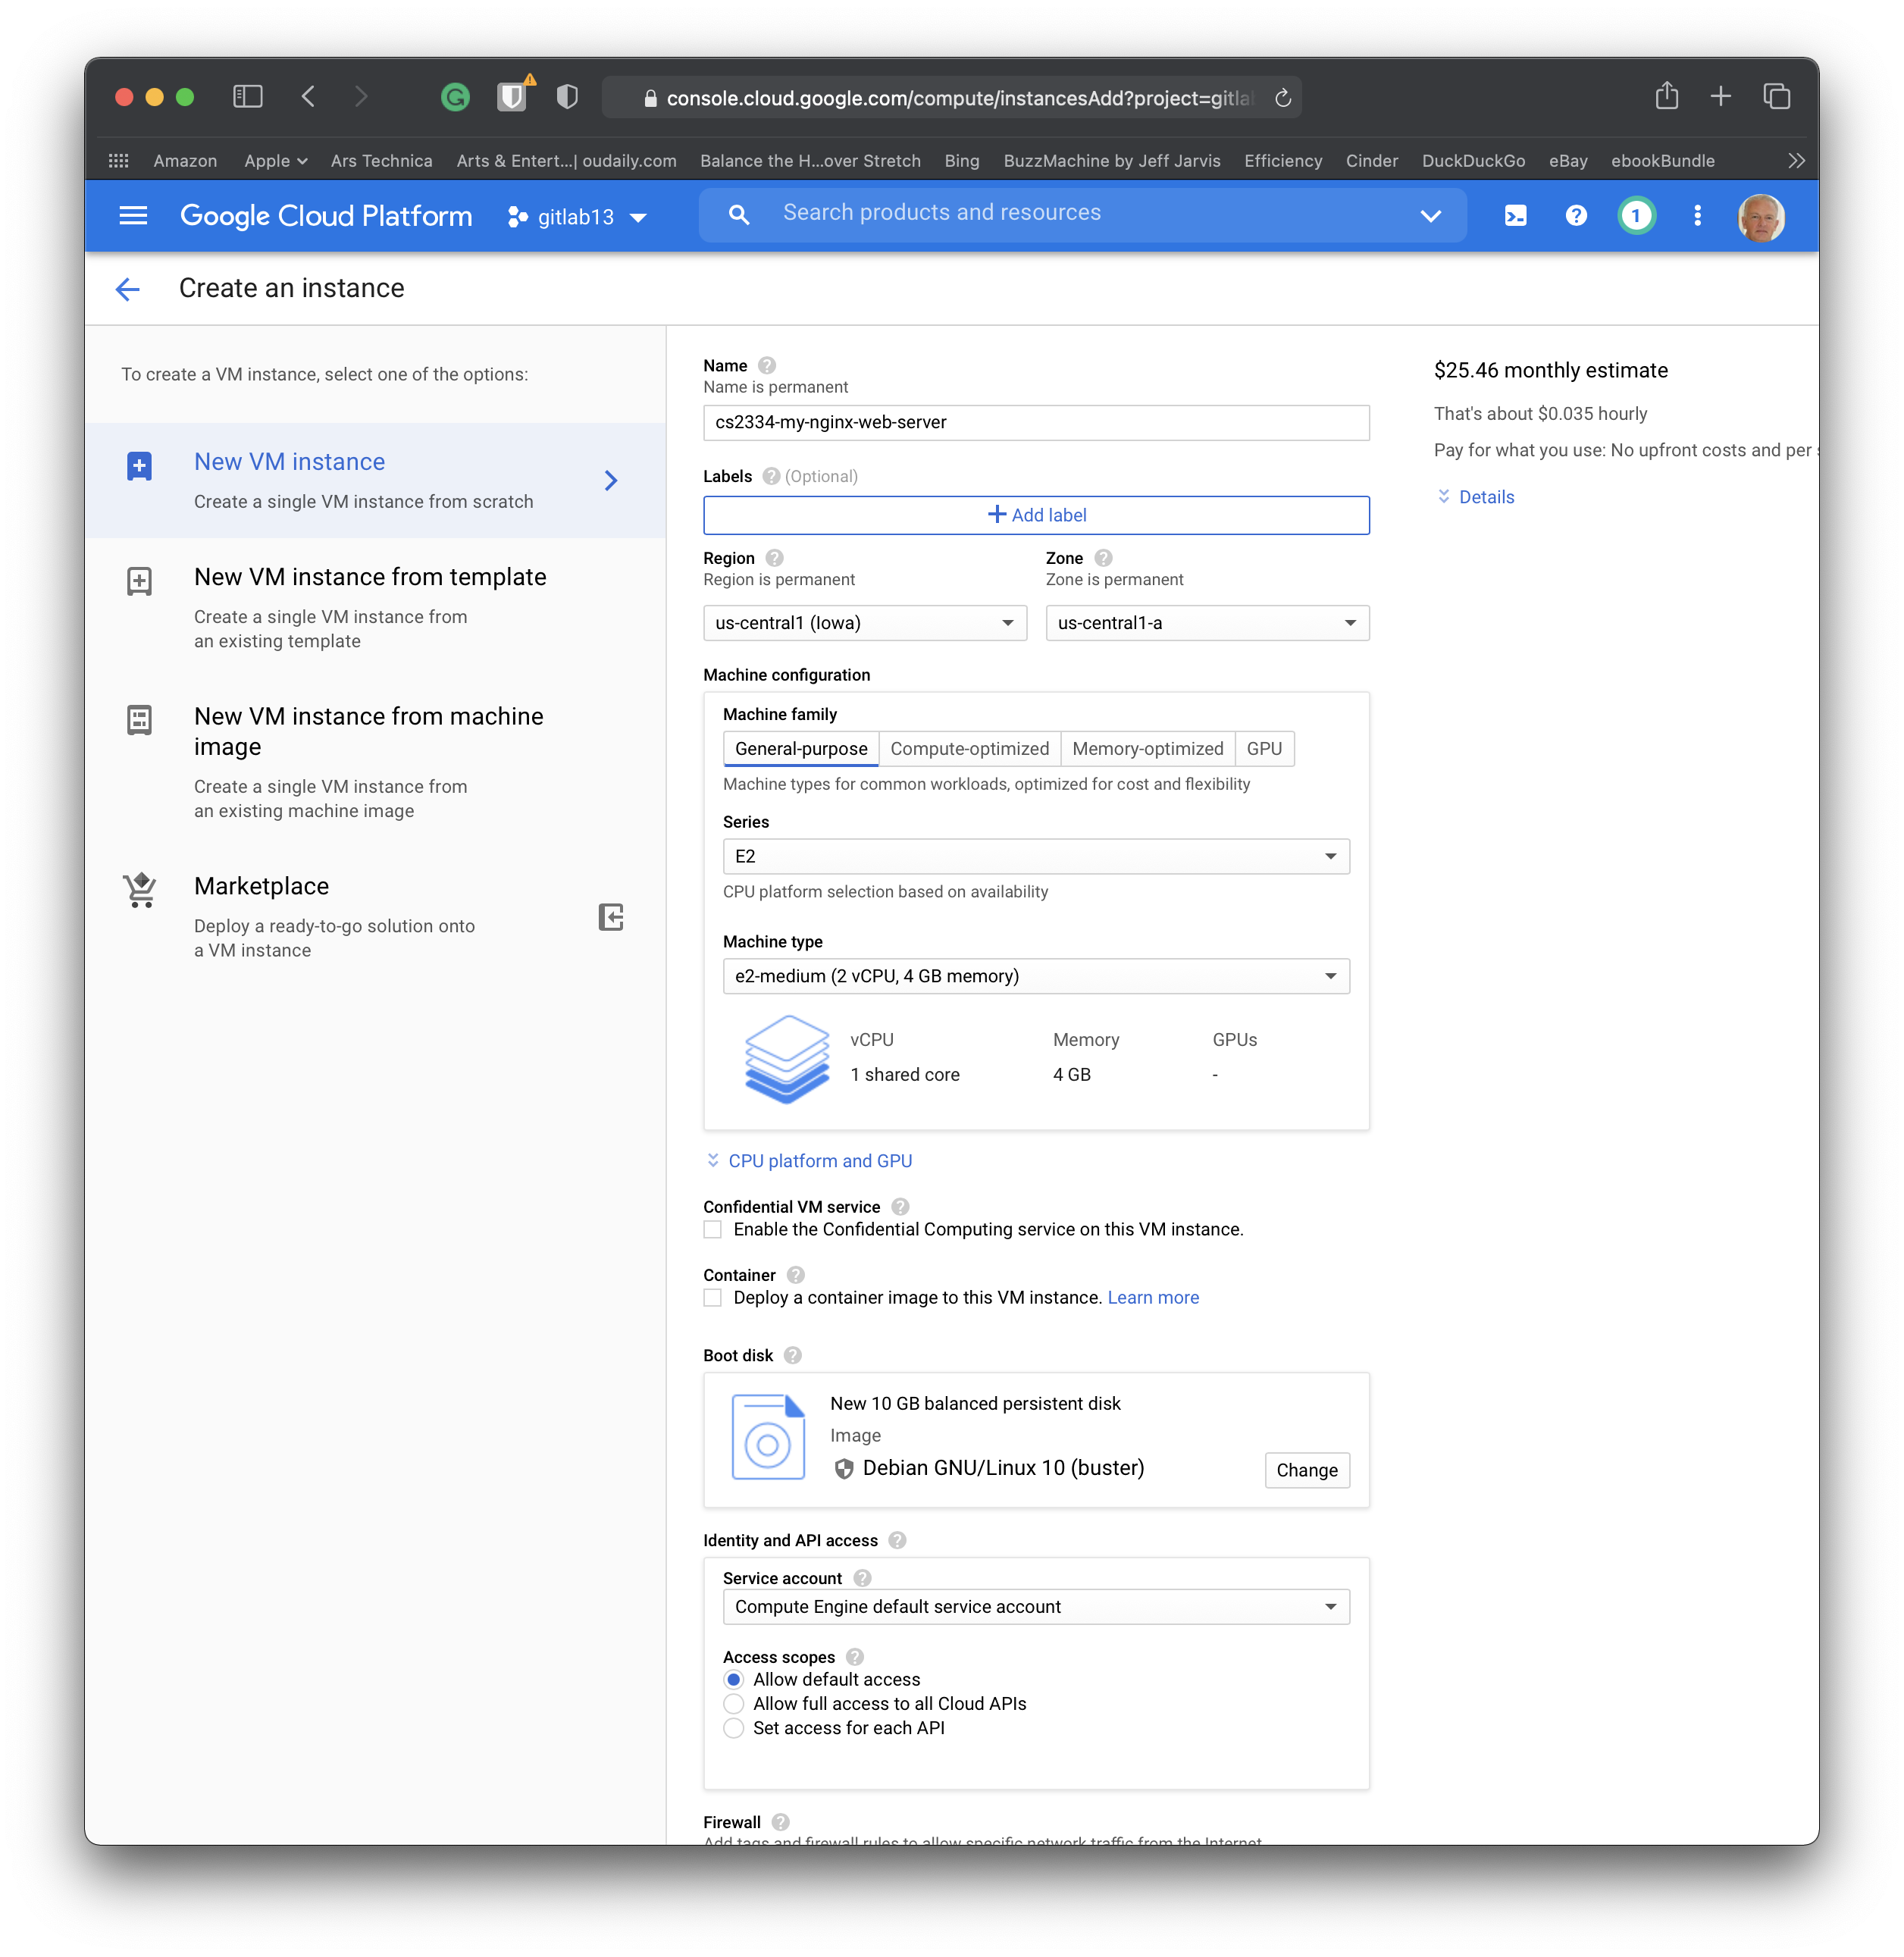 console.cloud.google.com/compute/instancesAdd?project=gitla
Amazon Apple Ars Technica Arts & Entert...| oudaily.com Balance the H...over Stretch Bing BuzzMachine by Jeff Jarvis Efficiency Cinder DuckDuckGo eBay ebookBundle
Google Cloud Platform gitlab13 Search products and resources 1
Create an instance
To create a VM instance, select one of the options:
New VM instance
Create a single VM instance from scratch
New VM instance from template
Create a single VM instance from
an existing template
New VM instance from machine
image
Create a single VM instance from
an existing machine image
Marketplace
Deploy a ready-to-go solution onto
a VM instance
Name
Name is permanent
cs2334-my-nginx-web-server
Labels (Optional)
Add label
Region Zone
Region is permanent Zone is permanent
us-central1 (Iowa) us-central1-a
Machine configuration
Machine family
General-purpose Compute-optimized Memory-optimized GPU
Machine types for common workloads, optimized for cost and flexibility
Series
E2
CPU platform selection based on availability
Machine type
e2-medium (2 vCPU, 4 GB memory)
vCPU Memory GPUs
1 shared core 4 GB -
CPU platform and GPU
Confidential VM service
Enable the Confidential Computing service on this VM instance.
Container
Deploy a container image to this VM instance. Learn more
Boot disk
New 10 GB balanced persistent disk
Image
Debian GNU/Linux 10 (buster)
Change
Identity and API access
Service account
Compute Engine default service account
Access scopes
Allow default access
Allow full access to all Cloud APIs
Set access for each API
Firewall
Add tags and firewall rules to allow specific network traffic from the Internet
$25.46 monthly estimate
That's about $0.035 hourly
Pay for what you use: No upfront costs and per
Details